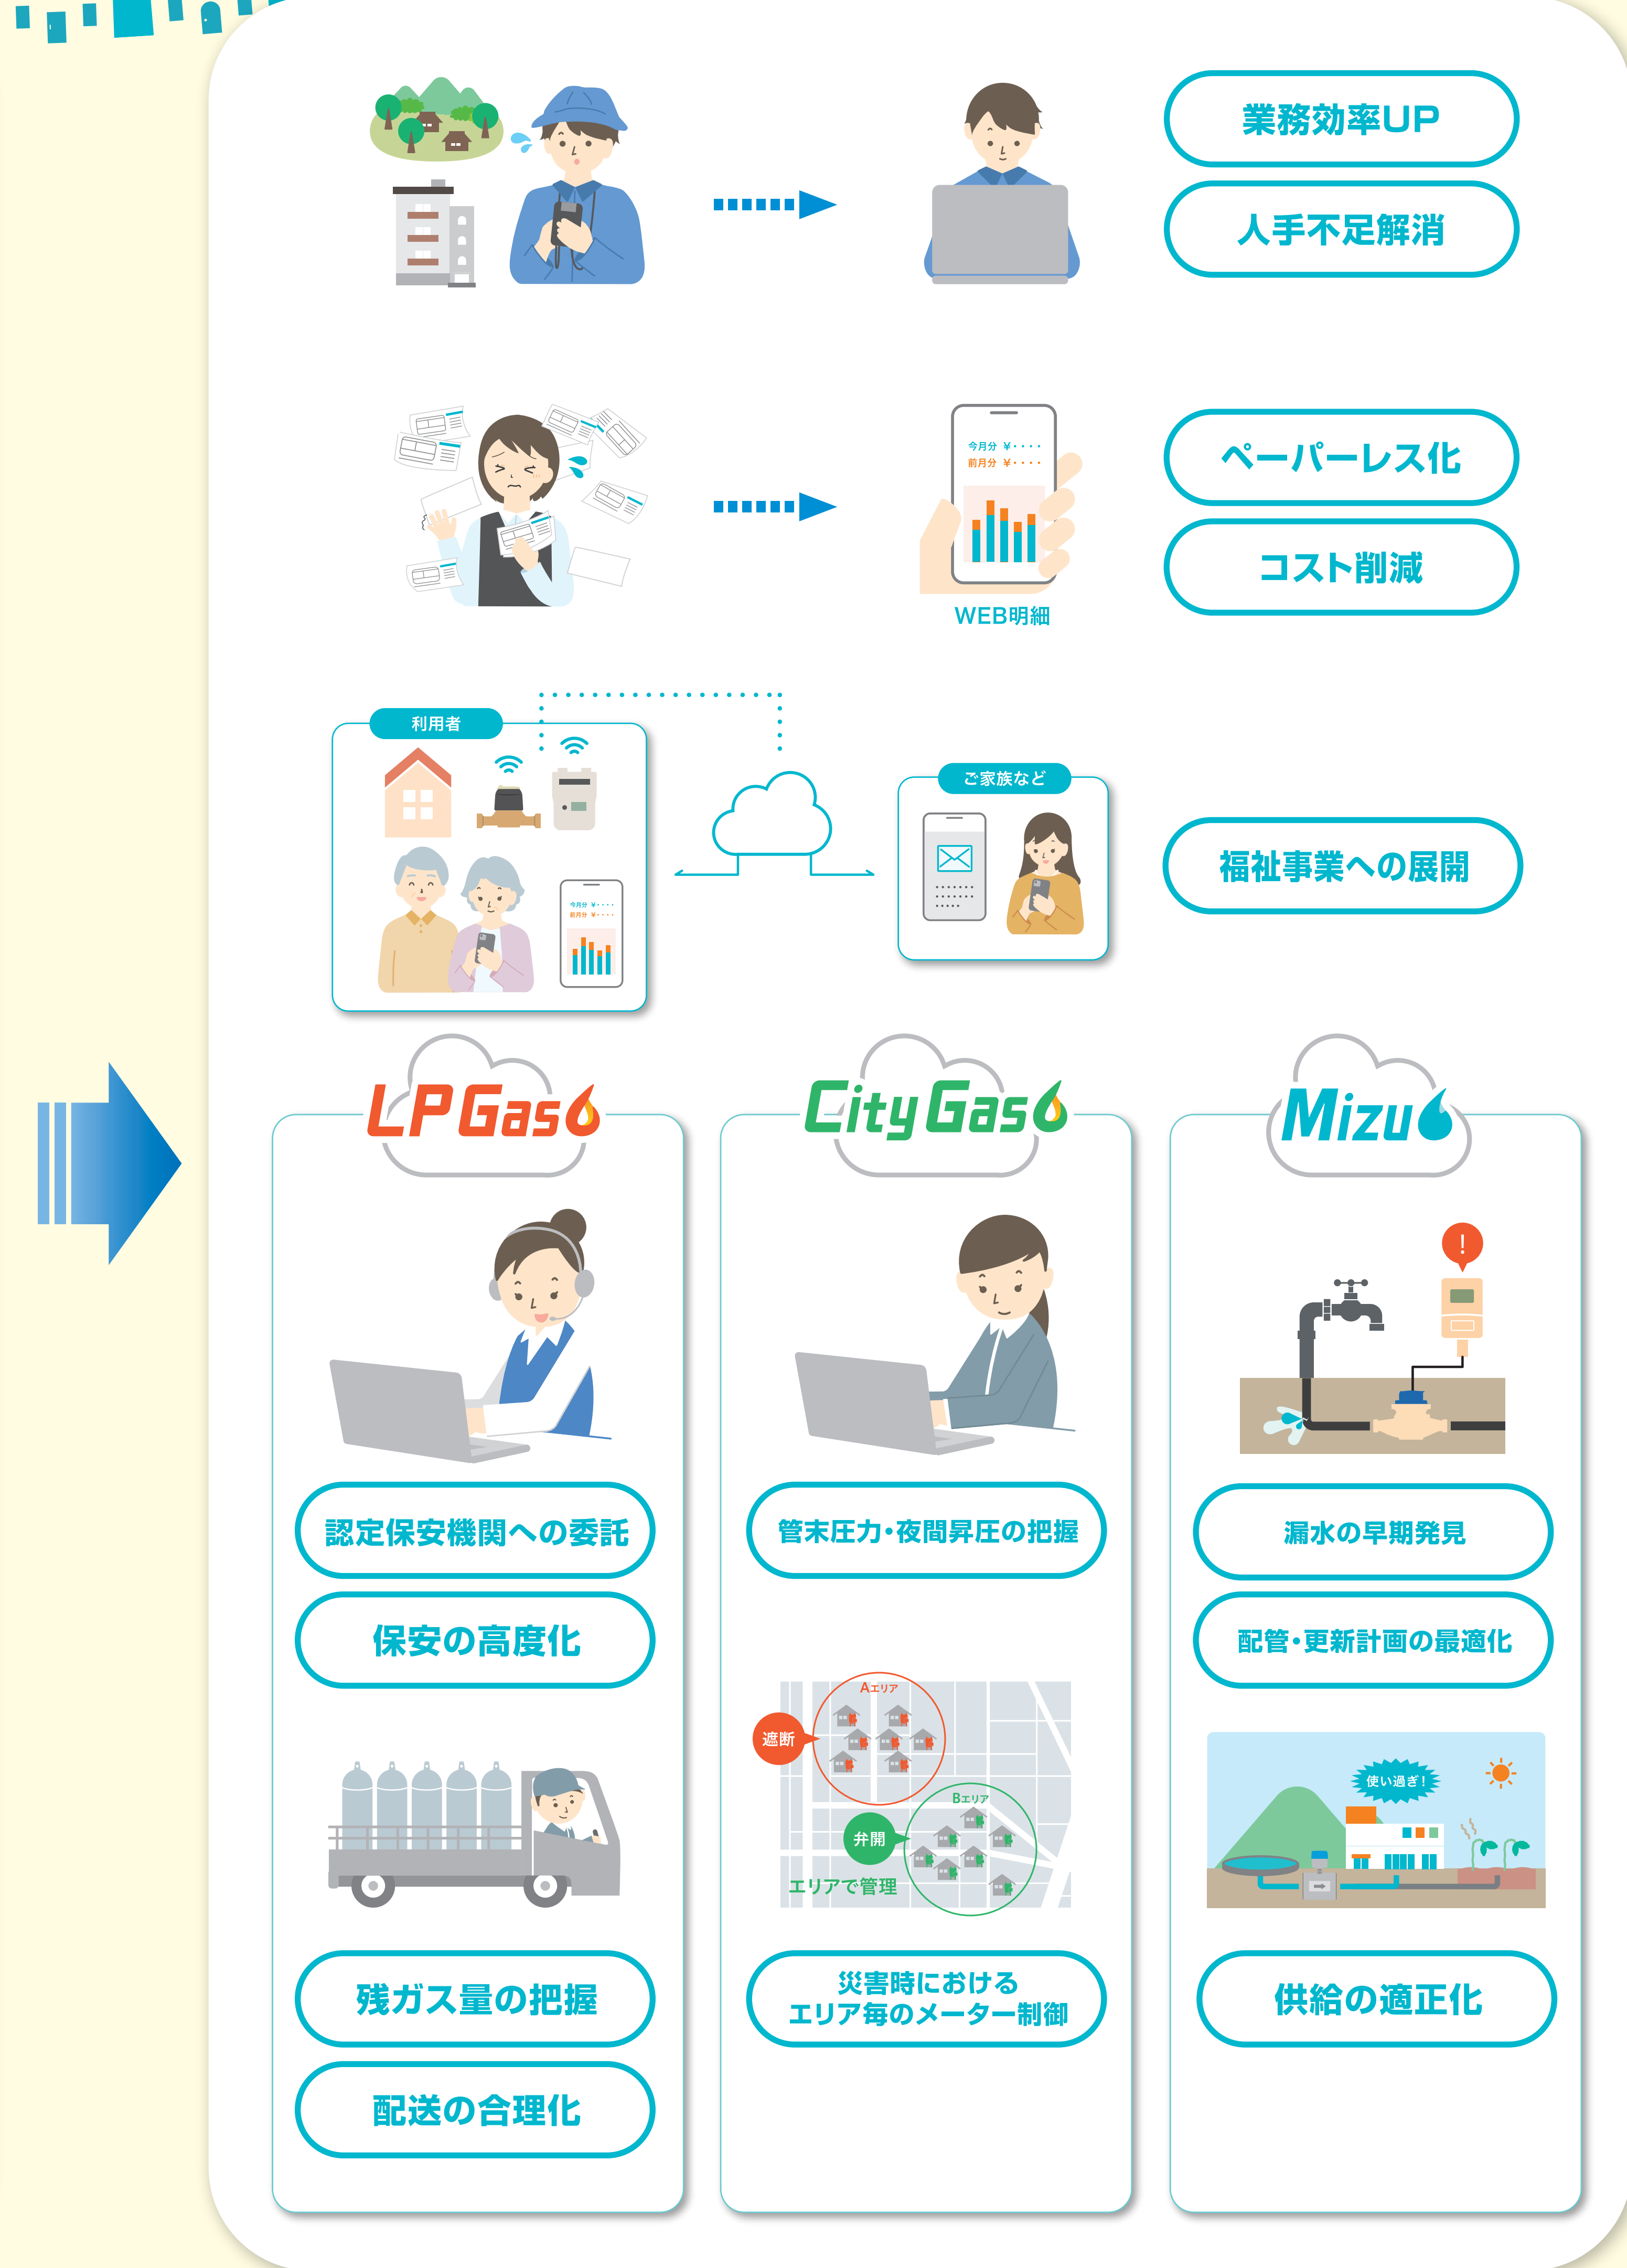 業務効率UP
人手不足解消
今月分 ¥・・・・
前月分 ¥・・・・
WEB明細
ペーパーレス化
コスト削減
利用者
今月分 ¥・・・・
前月分 ¥・・・・
ご家族など
福祉事業への展開
LP Gas
認定保安機関への委託
保安の高度化
残ガス量の把握
配送の合理化
City Gas
管末圧力・夜間昇圧の把握
Aエリア
遮断
Bエリア
弁開
エリアで管理
災害時における
エリア毎のメーター制御
Mizu
!
漏水の早期発見
配管・更新計画の最適化
使い過ぎ!
供給の適正化